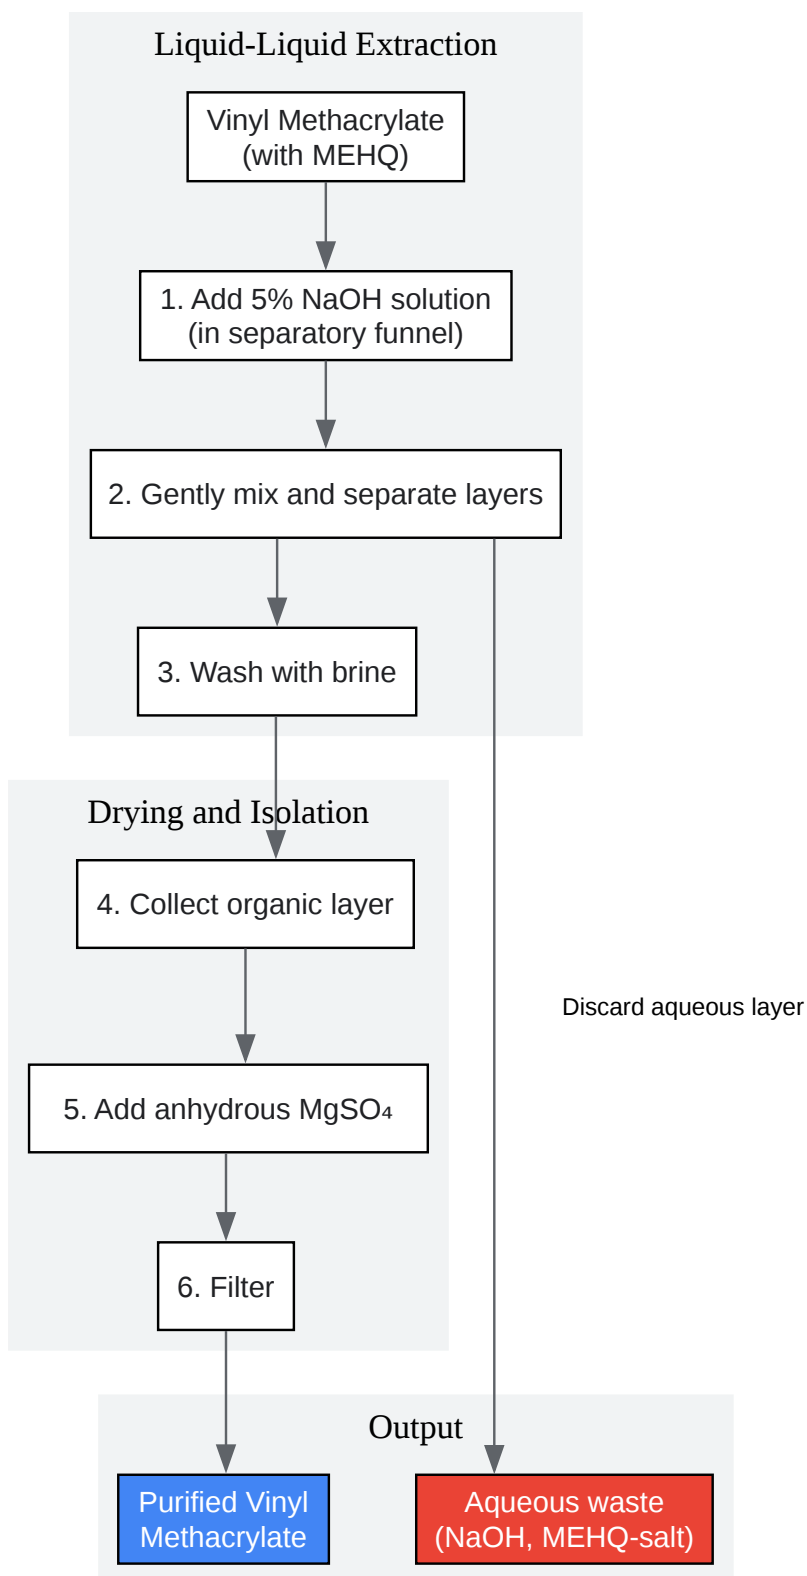 Liquid-Liquid Extraction
Vinyl Methacrylate
(with MEHQ)
1. Add 5% NaOH solution
(in separatory funnel)
2. Gently mix and separate layers
3. Wash with brine
Drying and Isolation
4. Collect organic layer
Discard aqueous layer
5. Add anhydrous MgSO₄
6. Filter
Output
Purified Vinyl
Methacrylate
Aqueous waste
(NaOH, MEHQ-salt)